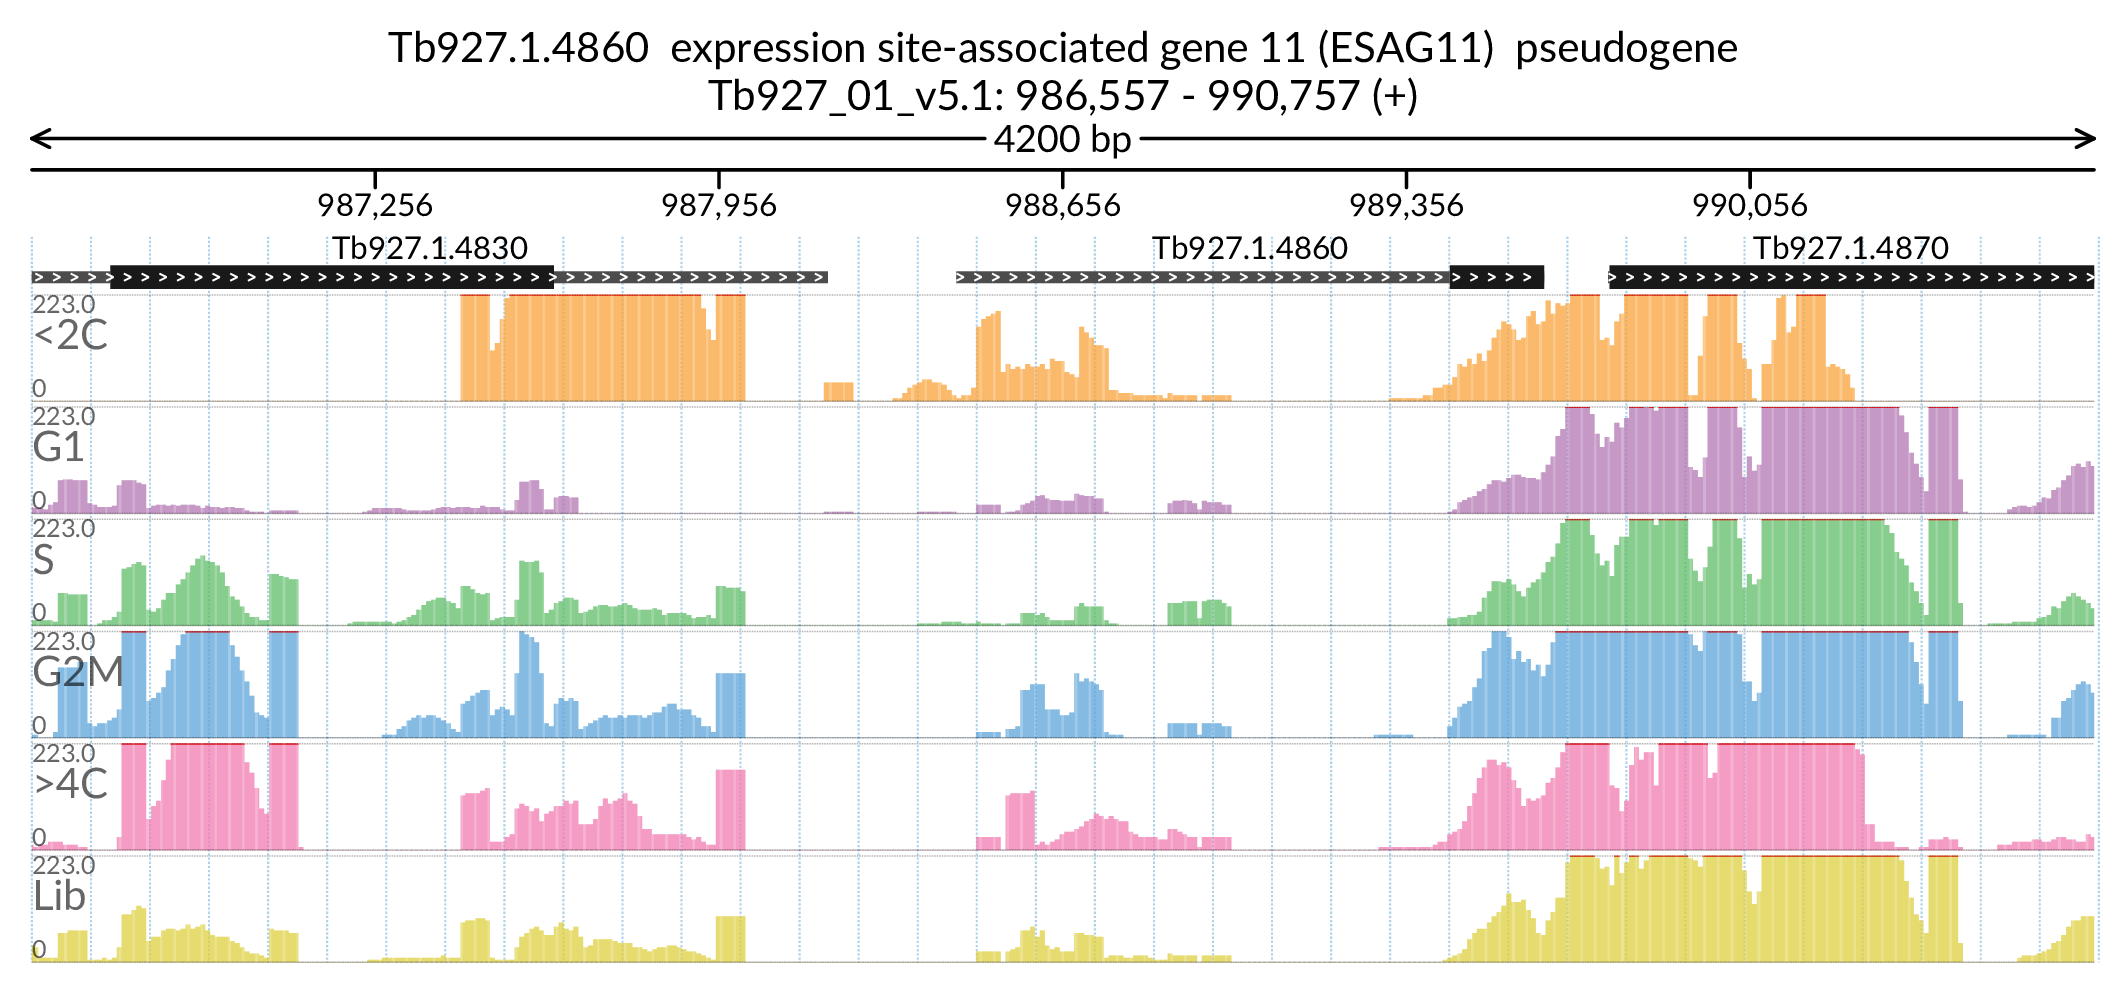 Tb927.1.4860  expression site-associated gene 11 (ESAG11)  pseudogene
Tb927_01_v5.1: 986,557 - 990,757 (+)
4200 bp
987,256 987,956 988,656 989,356 990,056
Tb927.1.4830 Tb927.1.4860 Tb927.1.4870
223.0
<2C
0
223.0
G1
0
223.0
S
0
223.0
G2M
0
223.0
>4C
0
223.0
Lib
0